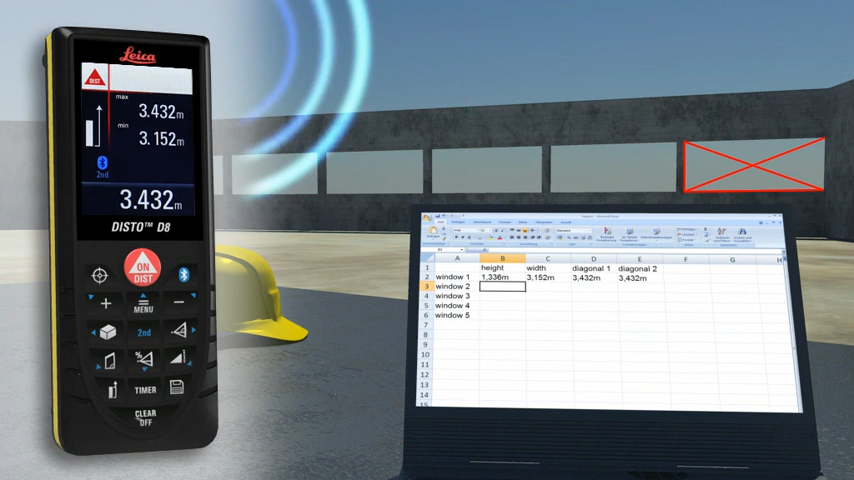 Leica
DIST
max
3.432m
min
3.152m
2nd
3.432m
DISTO™ D8
ON
DIST
+
MENU
−
2nd
%
TIMER
CLEAR
OFF
A B C D E F G H
1 height width diagonal 1 diagonal 2
2 window 1 1,336m 3,152m 3,432m 3,432m
3 window 2
4 window 3
5 window 4
6 window 5
7
8
9
10
11
12
13
14
15